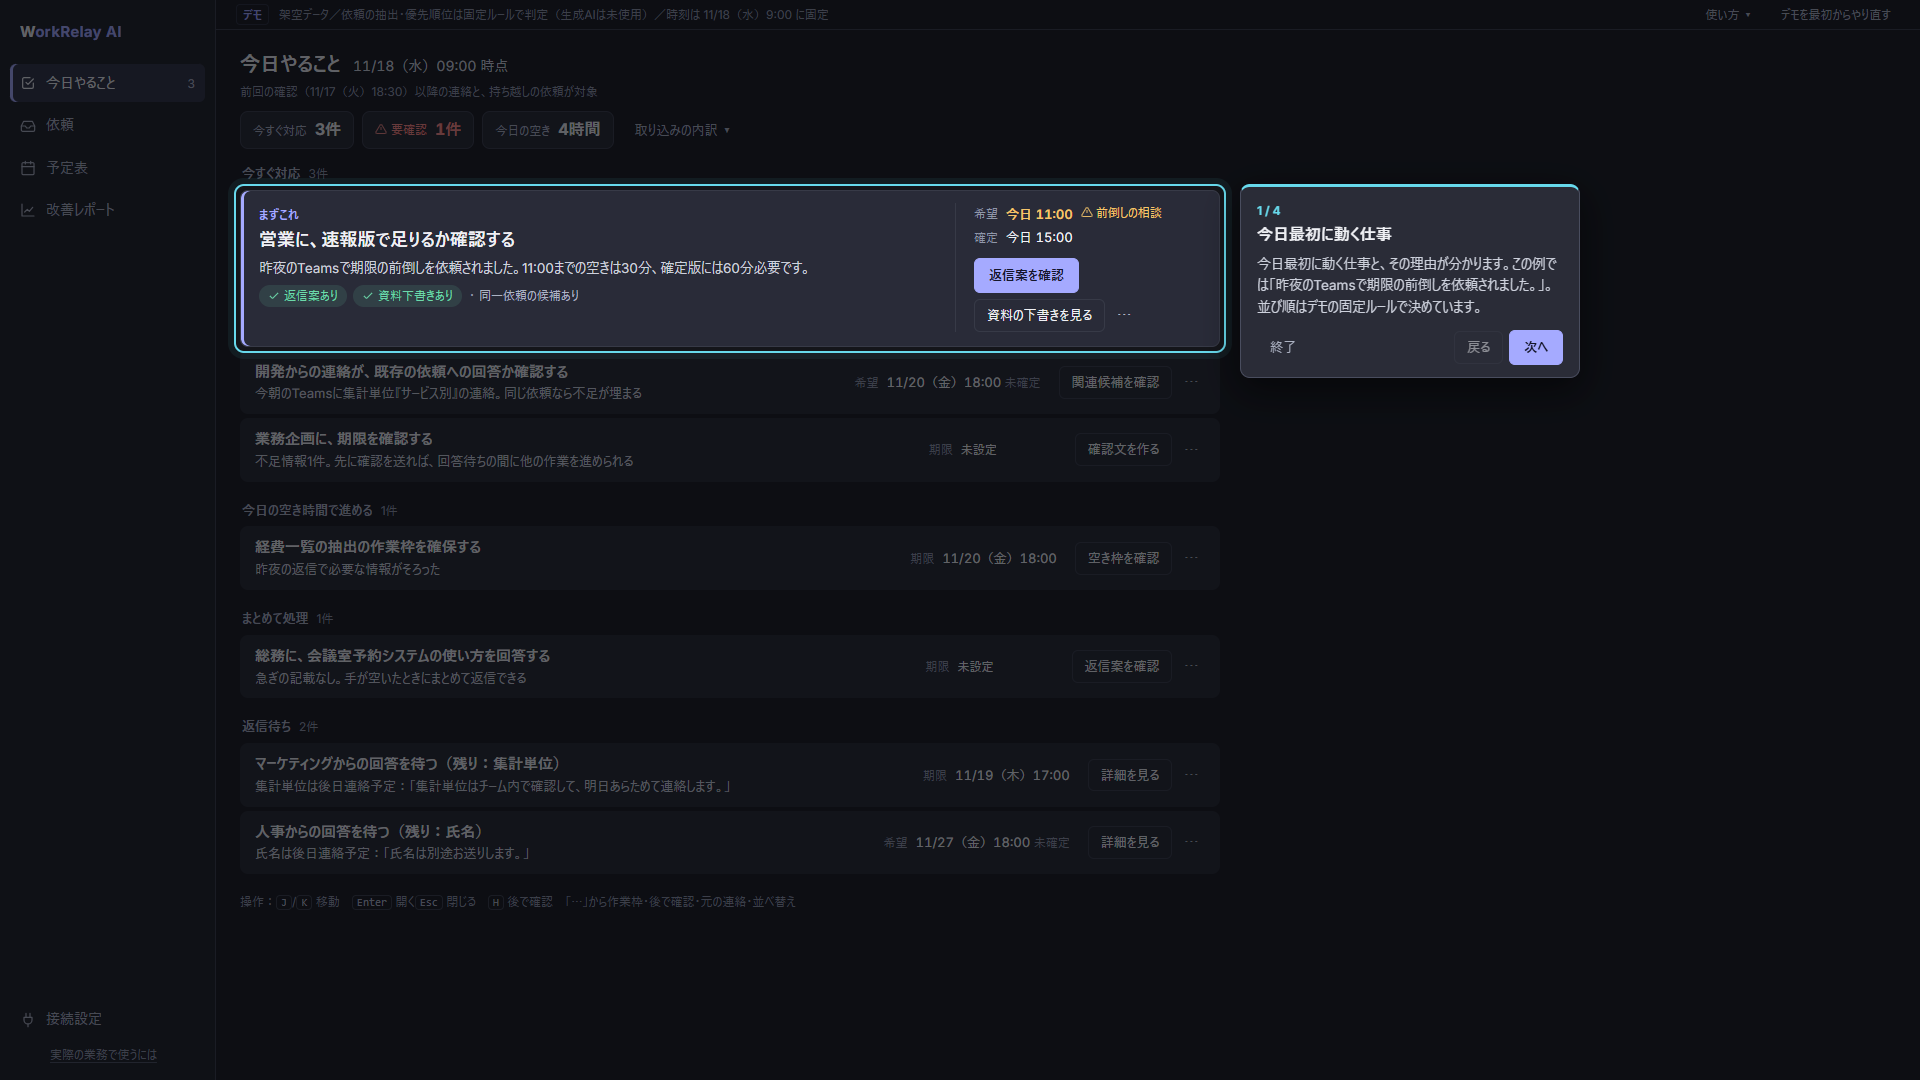 WorkRelay AI
今日やること 3
依頼
予定表
改善レポート
接続設定
実際の業務で使うには
デモ 架空データ／依頼の抽出・優先順位は固定ルールで判定（生成AIは未使用）／時刻は 11/18（水）9:00 に固定
使い方 ▼ デモを最初からやり直す
今日やること 11/18（水）09:00 時点
前回の確認（11/17（火）18:30）以降の連絡と、持ち越しの依頼が対象
今すぐ対応 3件 要確認 1件 今日の空き 4時間 取り込みの内訳 ▼
今すぐ対応 3件
まずこれ
営業に、速報版で足りるか確認する
昨夜のTeamsで期限の前倒しを依頼されました。11:00までの空きは30分、確定版には60分必要です。
✓ 返信案あり ✓ 資料下書きあり ・同一依頼の候補あり
希望 今日 11:00 前倒しの相談
確定 今日 15:00
返信案を確認
資料の下書きを見る …
1 / 4
今日最初に動く仕事
今日最初に動く仕事と、その理由が分かります。この例で
は「昨夜のTeamsで期限の前倒しを依頼されました。」。
並び順はデモの固定ルールで決めています。
終了 戻る 次へ
開発からの連絡が、既存の依頼への回答か確認する
今朝のTeamsに集計単位『サービス別』の連絡。同じ依頼なら不足が埋まる
希望 11/20（金）18:00 未確定 関連候補を確認 …
業務企画に、期限を確認する
不足情報1件。先に確認を送れば、回答待ちの間に他の作業を進められる
期限 未設定 確認文を作る …
今日の空き時間で進める 1件
経費一覧の抽出の作業枠を確保する
昨夜の返信で必要な情報がそろった
期限 11/20（金）18:00 空き枠を確認 …
まとめて処理 1件
総務に、会議室予約システムの使い方を回答する
急ぎの記載なし。手が空いたときにまとめて返信できる
期限 未設定 返信案を確認 …
返信待ち 2件
マーケティングからの回答を待つ（残り：集計単位）
集計単位は後日連絡予定：「集計単位はチーム内で確認して、明日あらためて連絡します。」
期限 11/19（木）17:00 詳細を見る …
人事からの回答を待つ（残り：氏名）
氏名は後日連絡予定：「氏名は別途お送りします。」
希望 11/27（金）18:00 未確定 詳細を見る …
操作： J / K 移動 Enter 開く Esc 閉じる H 後で確認 「…」から作業枠・後で確認・元の連絡・並べ替え